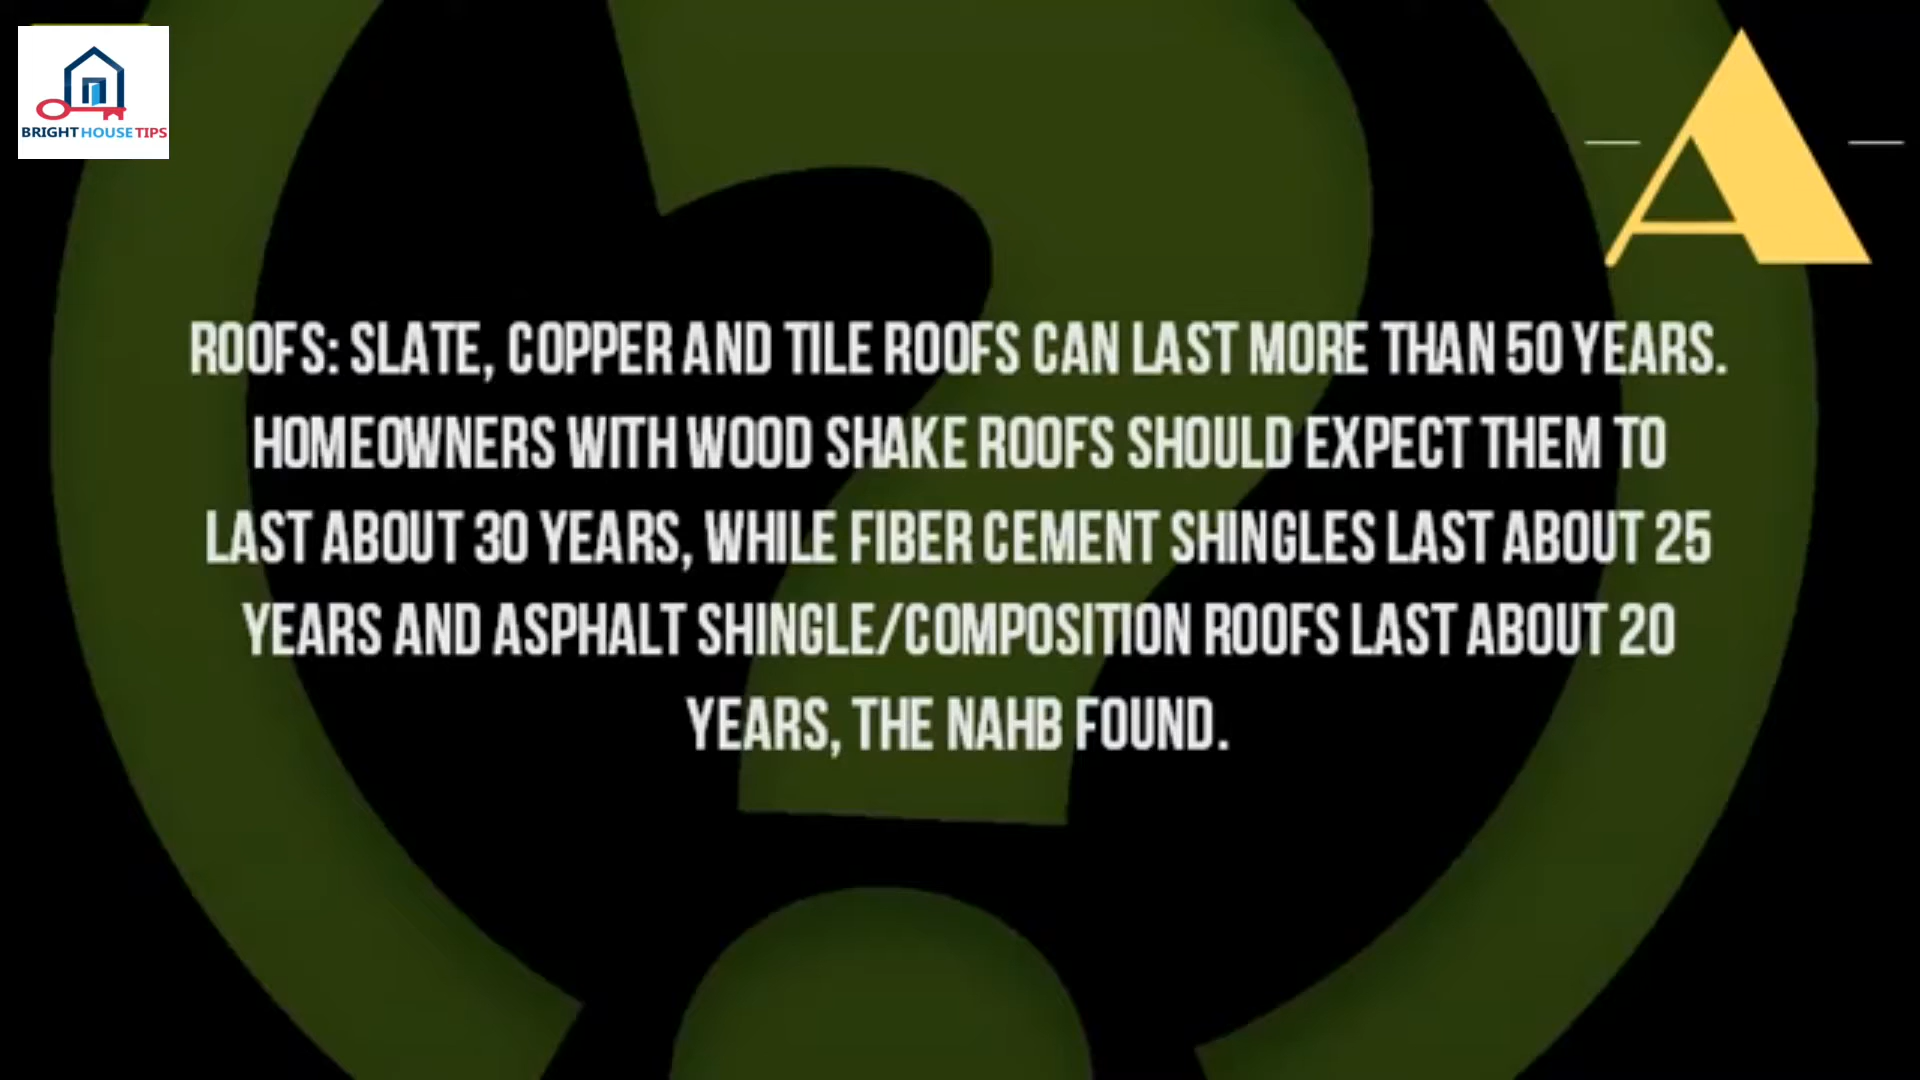 BRIGHT HOUSE TIPS
A
ROOFS: SLATE, COPPER AND TILE ROOFS CAN LAST MORE THAN 50 YEARS.
HOMEOWNERS WITH WOOD SHAKE ROOFS SHOULD EXPECT THEM TO
LAST ABOUT 30 YEARS, WHILE FIBER CEMENT SHINGLES LAST ABOUT 25
YEARS AND ASPHALT SHINGLE/COMPOSITION ROOFS LAST ABOUT 20
YEARS, THE NAHB FOUND.